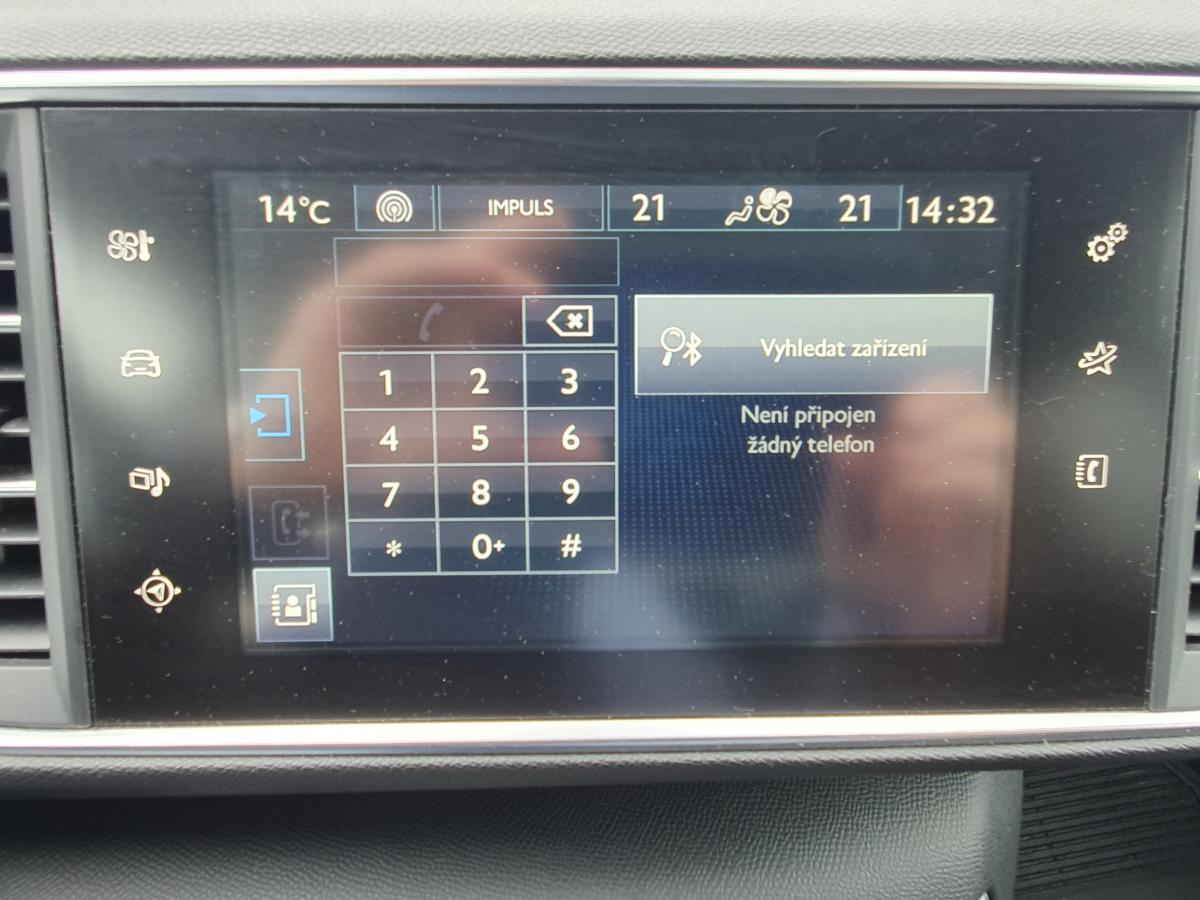 14°C IMPULS 21 21 14:32
1 2 3
4 5 6
7 8 9
* 0+ #
Vyhledat zařízení
Není připojen
žádný telefon